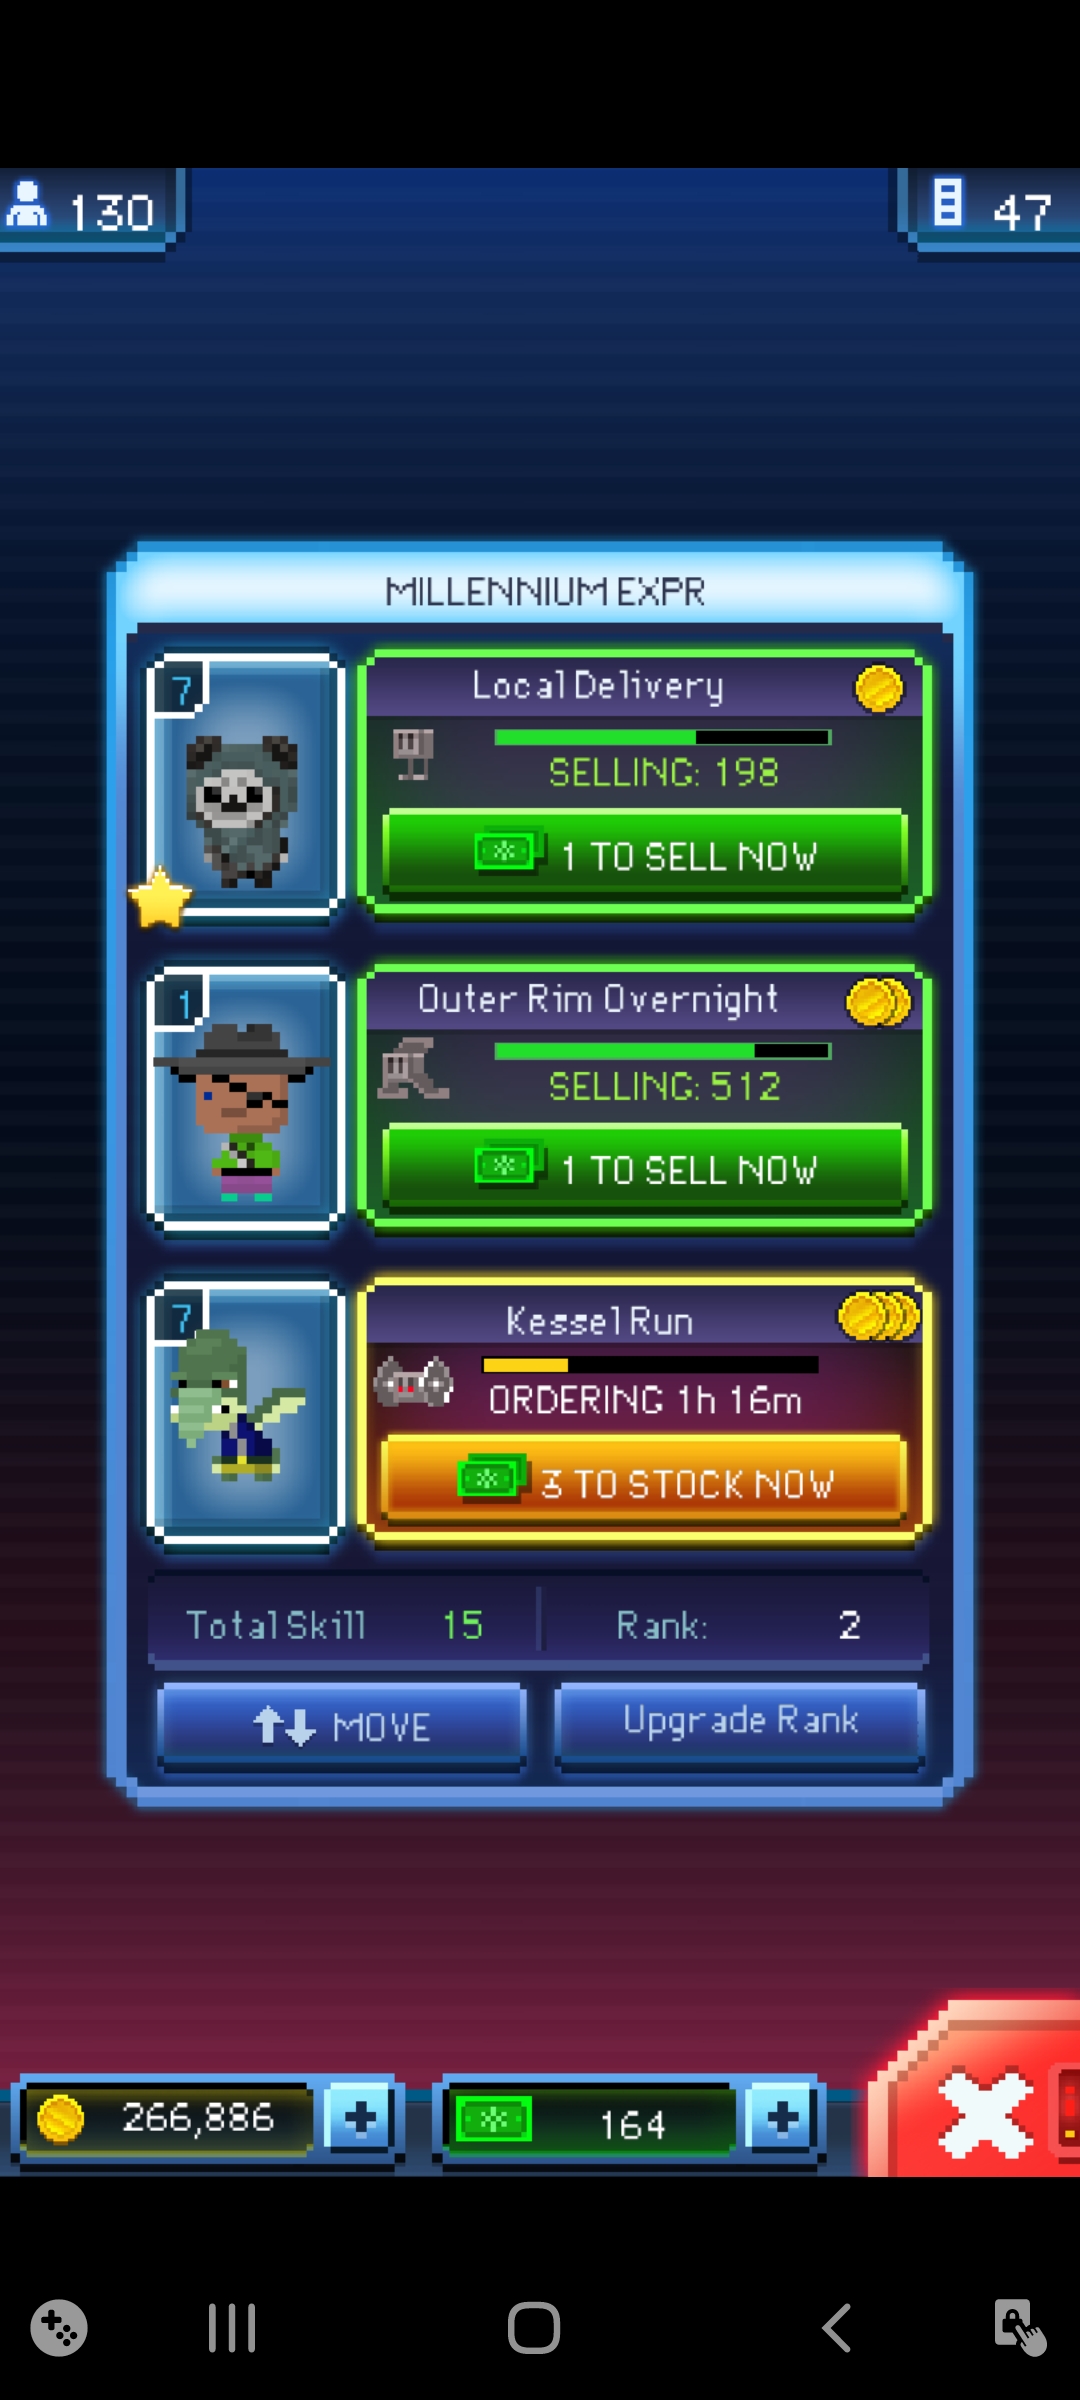 130
47
MILLENNIUM EXPR
7
Local Delivery
SELLING: 198
1 TO SELL NOW
1
Outer Rim Overnight
SELLING: 512
1 TO SELL NOW
7
Kessel Run
ORDERING 1h 16m
3 TO STOCK NOW
Total Skill 15
Rank: 2
MOVE
Upgrade Rank
266,886
164